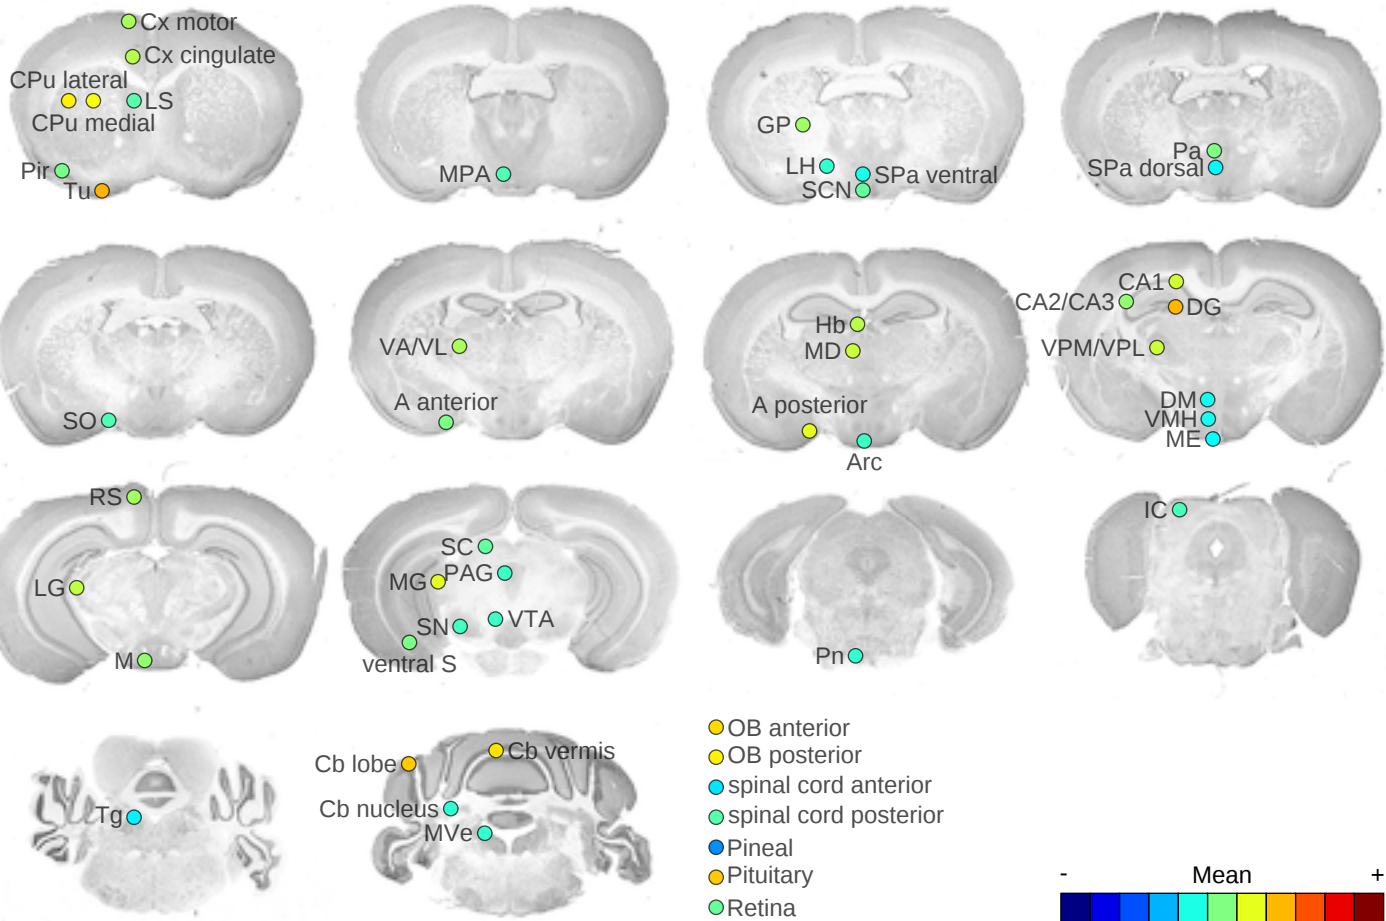 Cx motor
Cx cingulate
CPu lateral
LS
CPu medial
Pir
Tu
MPA
GP
LH
SPa ventral
SCN
Pa
SPa dorsal
SO
VA/VL
A anterior
Hb
MD
A posterior
Arc
CA1
CA2/CA3
DG
VPM/VPL
DM
VMH
ME
RS
LG
M
SC
PAG
MG
VTA
SN
ventral S
Pn
IC
Tg
Cb vermis
Cb lobe
Cb nucleus
MVe
OB anterior
OB posterior
spinal cord anterior
spinal cord posterior
Pineal
Pituitary
Retina
- Mean +